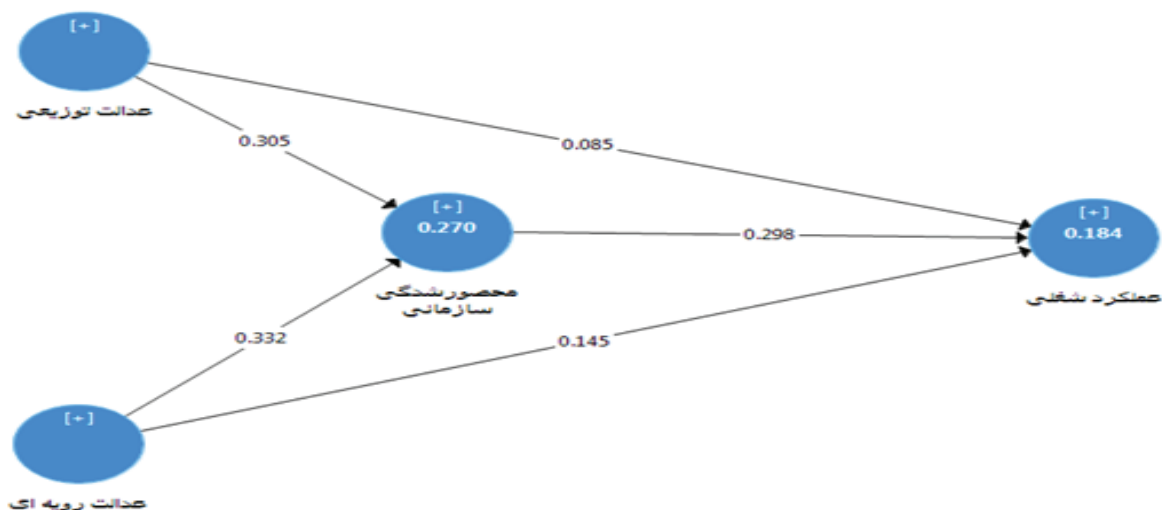 [+]
عدالت توزیعی
0.305
0.085
[+]
0.270
محصورشدگی
سازمانی
0.298
[+]
0.184
عملکرد شغلی
0.332
0.145
[+]
عدالت رویه ای